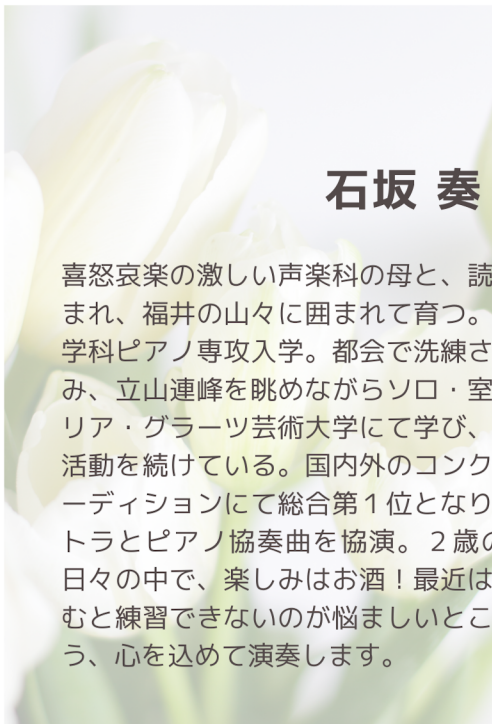 石坂 奏
喜怒哀楽の激しい声楽科の母と、読
まれ、福井の山々に囲まれて育つ。
学科ピアノ専攻入学。都会で洗練さ
み、立山連峰を眺めながらソロ・室
リア・グラーツ芸術大学にて学び、
活動を続けている。国内外のコンク
ーディションにて総合第１位となり
トラとピアノ協奏曲を協演。２歳の
日々の中で、楽しみはお酒！最近は
むと練習できないのが悩ましいとこ
う、心を込めて演奏します。